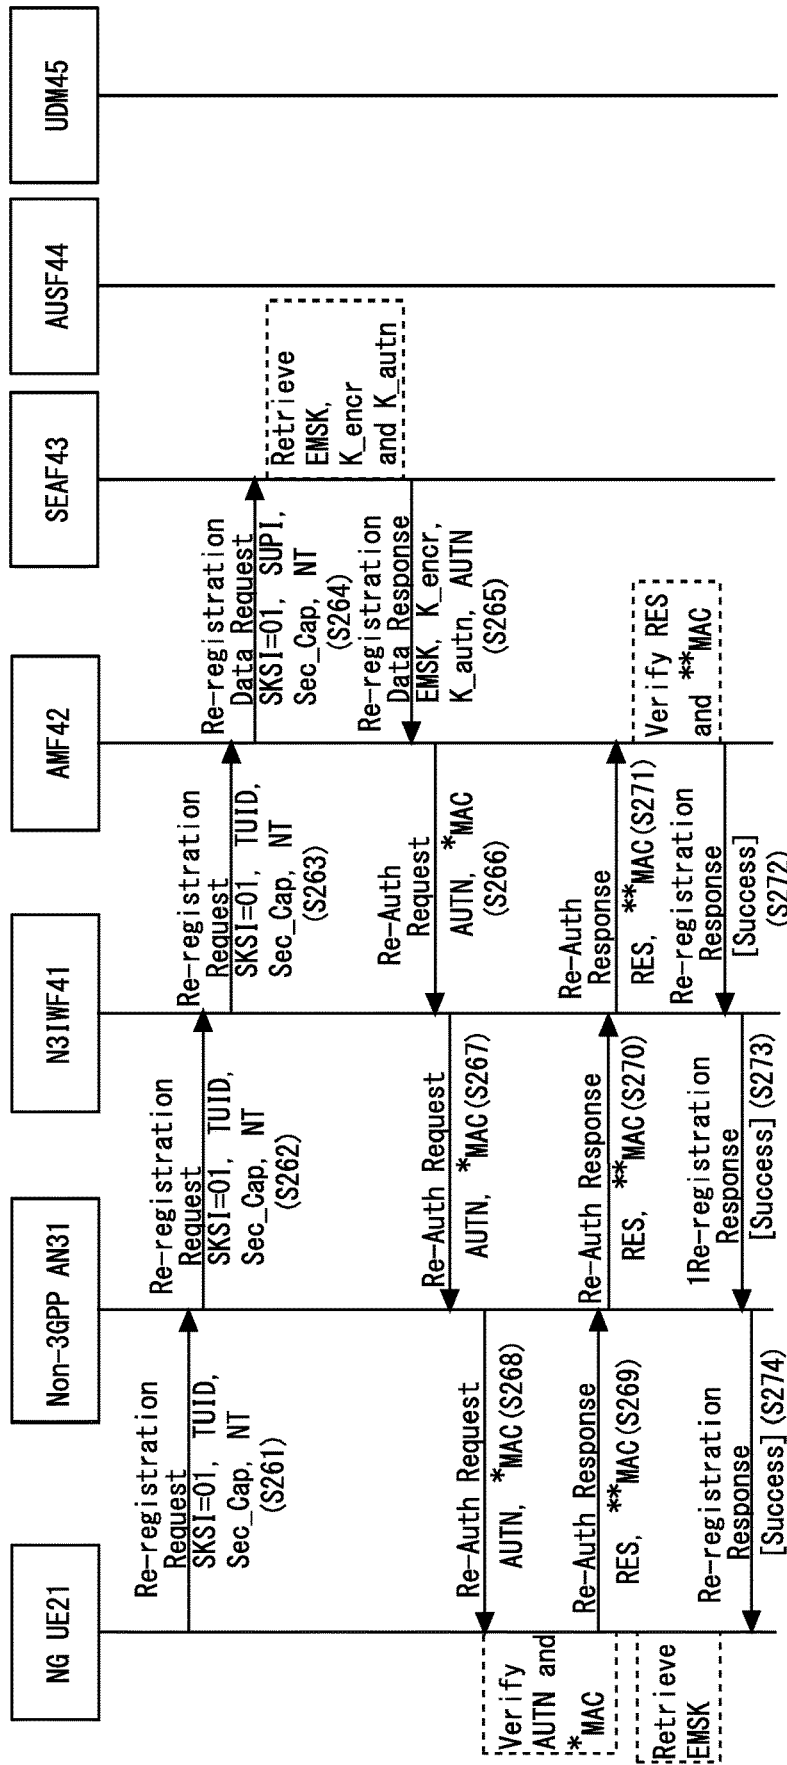 NG UE21
Non-3GPP AN31
N3IWF41
AMF42
SEAF43
AUSF44
UDM45
Re-registration
Request
SKSI=01, TUID,
Sec_Cap, NT
(S261)
Re-registration
Request
SKSI=01, TUID,
Sec_Cap, NT
(S262)
Re-registration
Request
SKSI=01, TUID,
Sec_Cap, NT
(S263)
Re-registration
Data Request
SKSI=01, SUPI,
Sec_Cap, NT
(S264)
Retrieve
EMSK,
K_encr
and K_autn
Re-registration
Data Response
EMSK, K_encr,
K_autn, AUTN
(S265)
Re-Auth
Request
AUTN, *MAC
(S266)
Re-Auth Request
AUTN, *MAC(S267)
Re-Auth Request
AUTN, *MAC(S268)
Verify
AUTN and
*MAC
Re-Auth Response
RES, **MAC(S269)
Re-Auth Response
RES, **MAC(S270)
Re-Auth
Response
RES, **MAC(S271)
Verify RES
and **MAC
Retrieve
EMSK
Re-registration
Response
[Success]
(S272)
1Re-registration
Response
[Success](S273)
Re-registration
Response
[Success](S274)